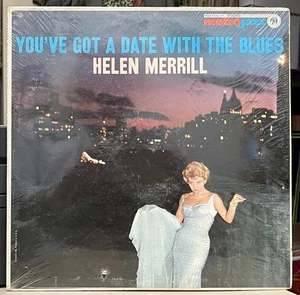 YOU'VE GOT A DATE WITH THE BLUES
HELEN MERRILL